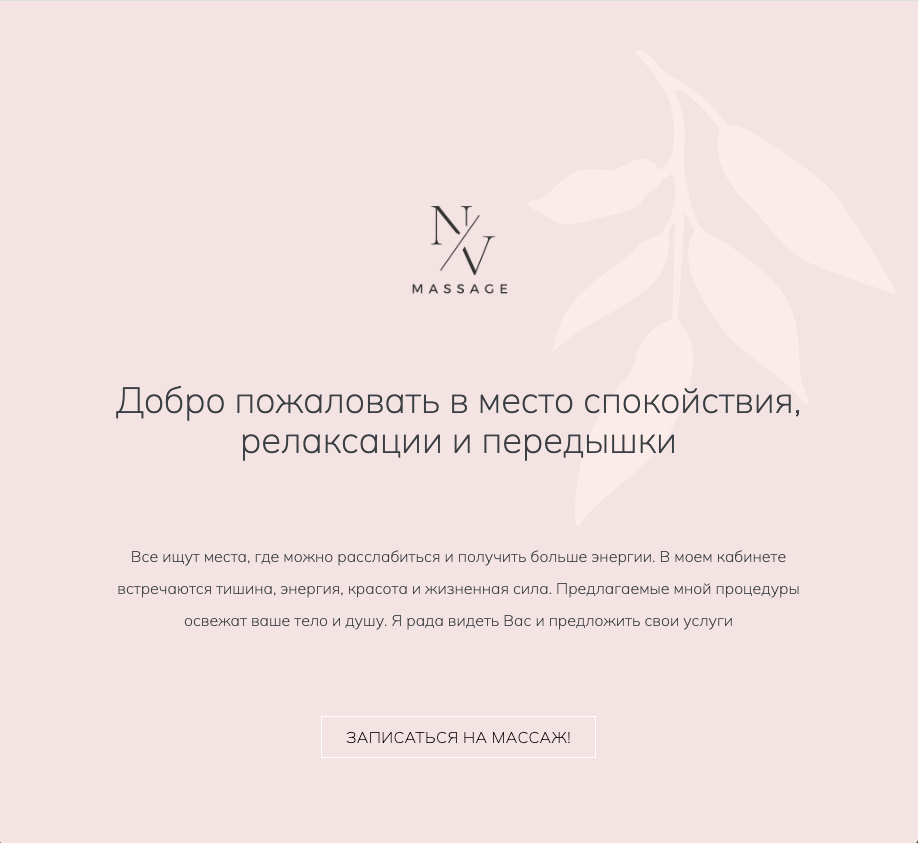 N/V
MASSAGE
Добро пожаловать в место спокойствия,
релаксации и передышки
Все ищут места, где можно расслабиться и получить больше энергии. В моем кабинете
встречаются тишина, энергия, красота и жизненная сила. Предлагаемые мной процедуры
освежат ваше тело и душу. Я рада видеть Вас и предложить свои услуги
ЗАПИСАТЬСЯ НА МАССАЖ!